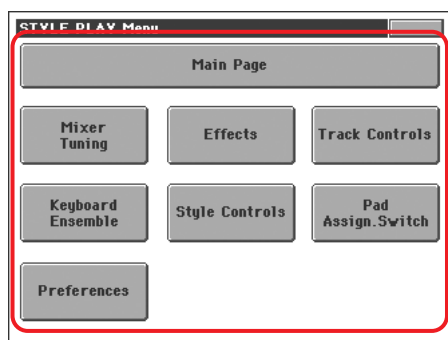 STYLE PLAY Menu
Main Page
Mixer
Tuning
Effects
Track Controls
Keyboard
Ensemble
Style Controls
Pad
Assign.Switch
Preferences